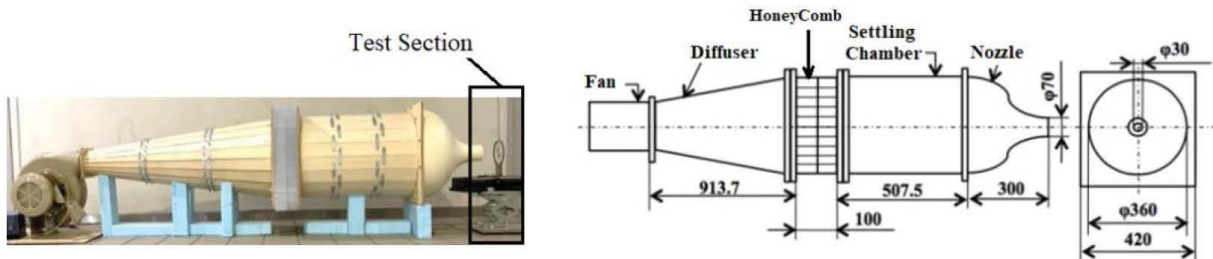 Test Section
Fan
Diffuser
HoneyComb
Settling
Chamber
Nozzle
φ70
913.7
100
507.5
300
φ30
φ360
420